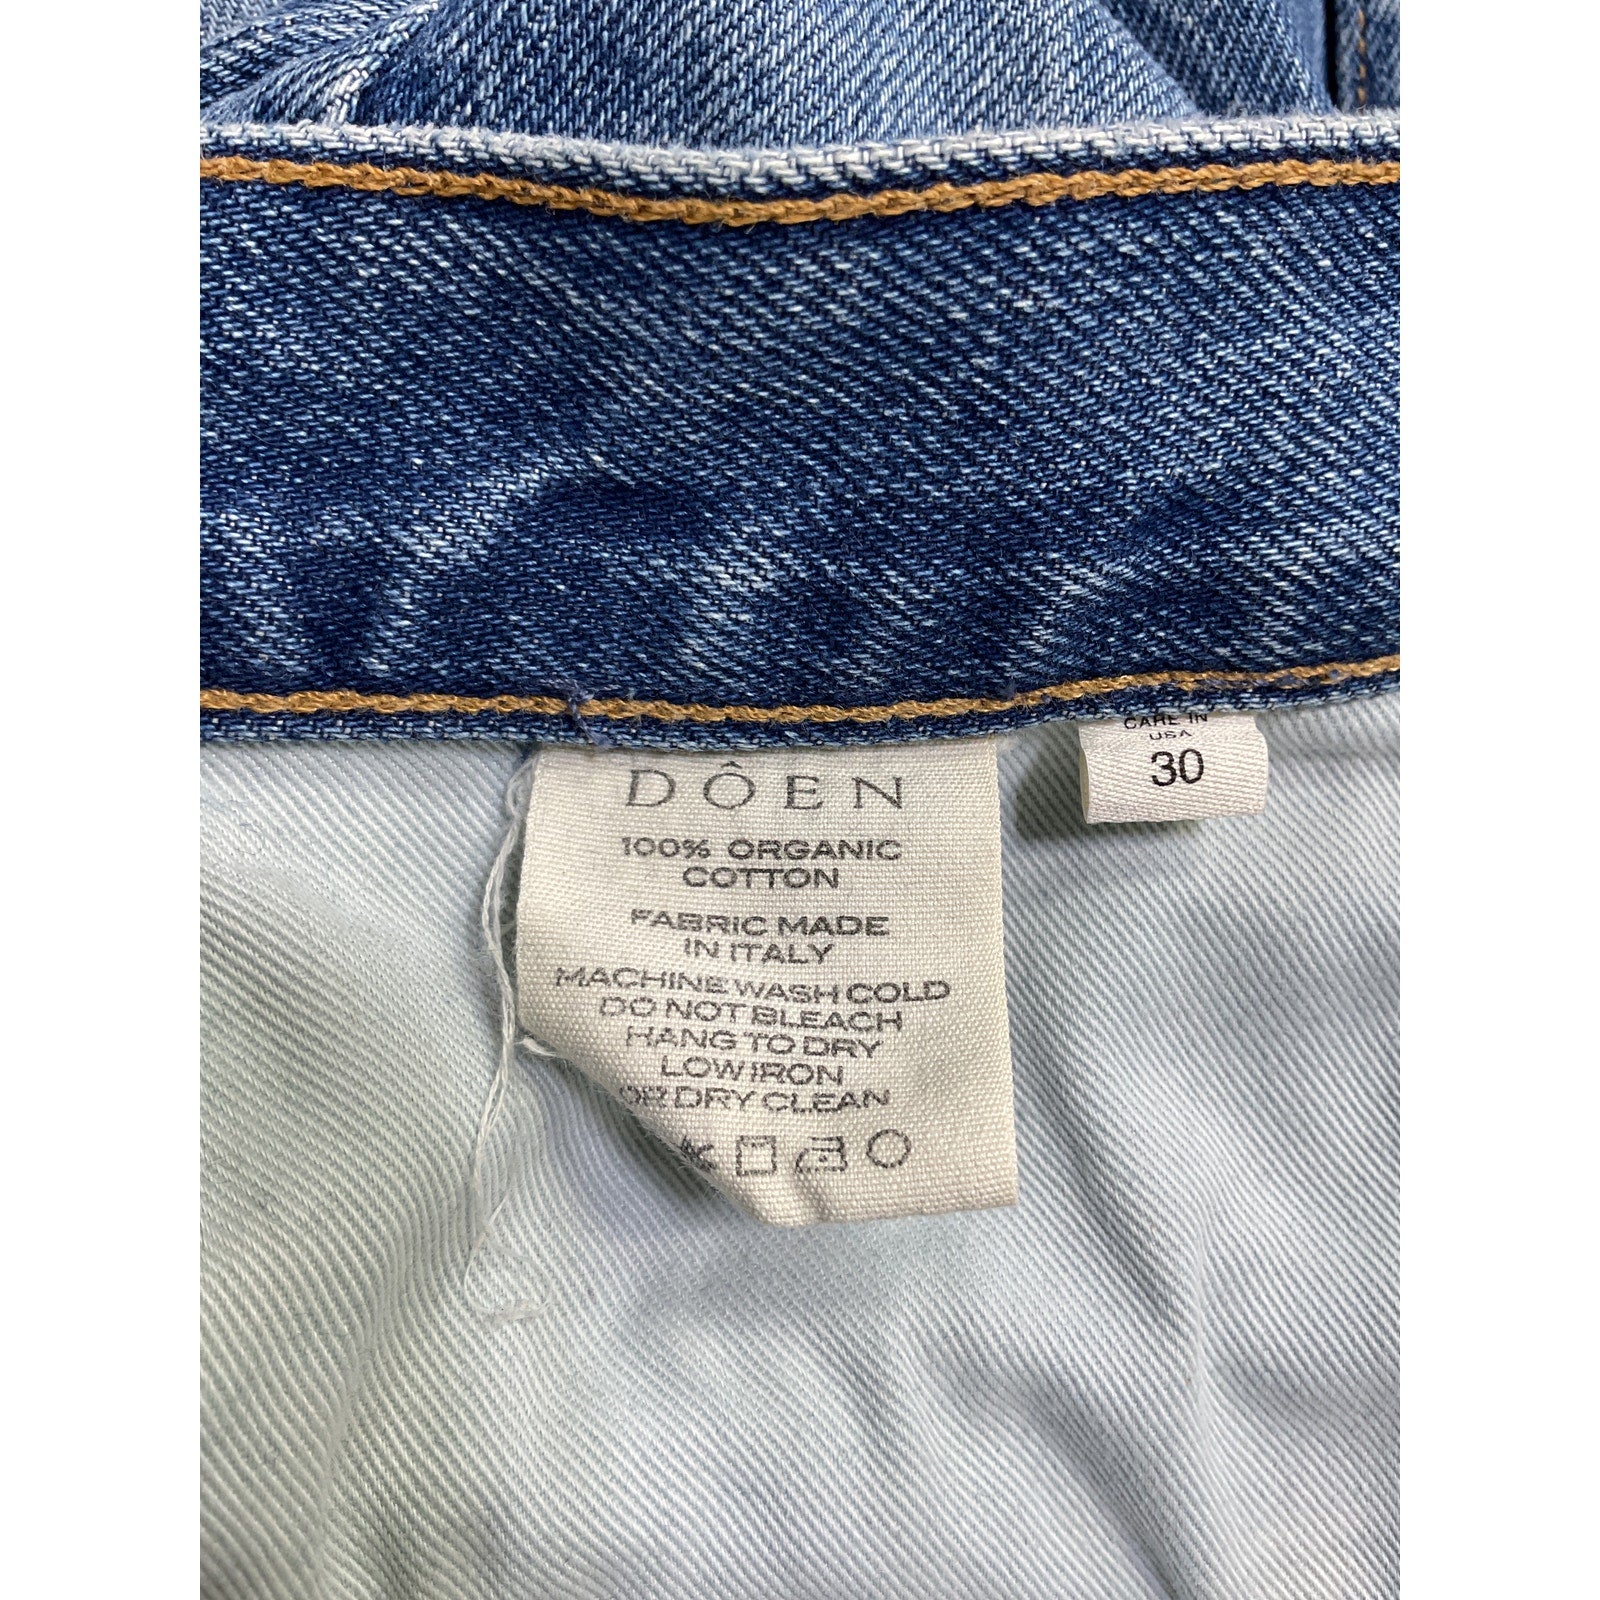 DÔEN
100% ORGANIC
COTTON
FABRIC MADE
IN ITALY
MACHINE WASH COLD
DO NOT BLEACH
HANG TO DRY
LOW IRON
OR DRY CLEAN
CARE IN
USA
30